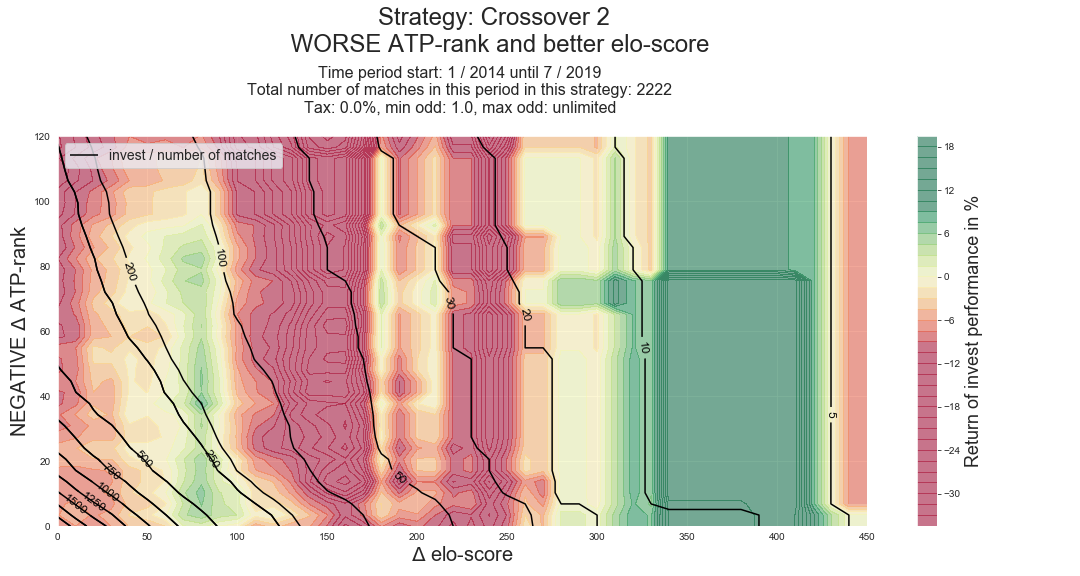 Strategy: Crossover 2
WORSE ATP-rank and better elo-score
Time period start: 1 / 2014 until 7 / 2019
Total number of matches in this period in this strategy: 2222
Tax: 0.0%, min odd: 1.0, max odd: unlimited
invest / number of matches
NEGATIVE Δ ATP-rank
120
100
80
60
40
20
0
200
100
30
20
10
5
50
250
500
750
1000
1250
1500
0 50 100 150 200 250 300 350 400 450
Δ elo-score
18
12
6
0
−6
−12
−18
−24
−30
Return of invest performance in %